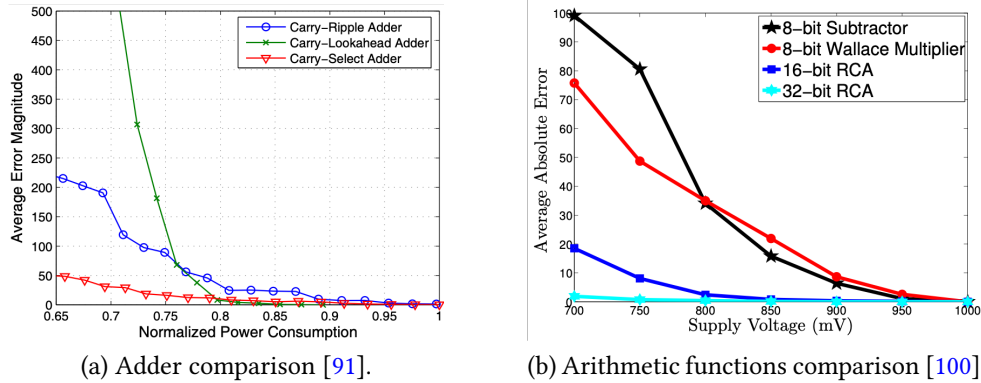 500
450
400
350
300
250
200
150
100
50
0
Average Error Magnitude
Carry−Ripple Adder
Carry−Lookahead Adder
Carry−Select Adder
0.65 0.7 0.75 0.8 0.85 0.9 0.95 1
Normalized Power Consumption
(a) Adder comparison [91].
100
90
80
70
60
50
40
30
20
10
0
Average Absolute Error
8−bit Subtractor
8−bit Wallace Multiplier
16−bit RCA
32−bit RCA
700 750 800 850 900 950 1000
Supply Voltage (mV)
(b) Arithmetic functions comparison [100]